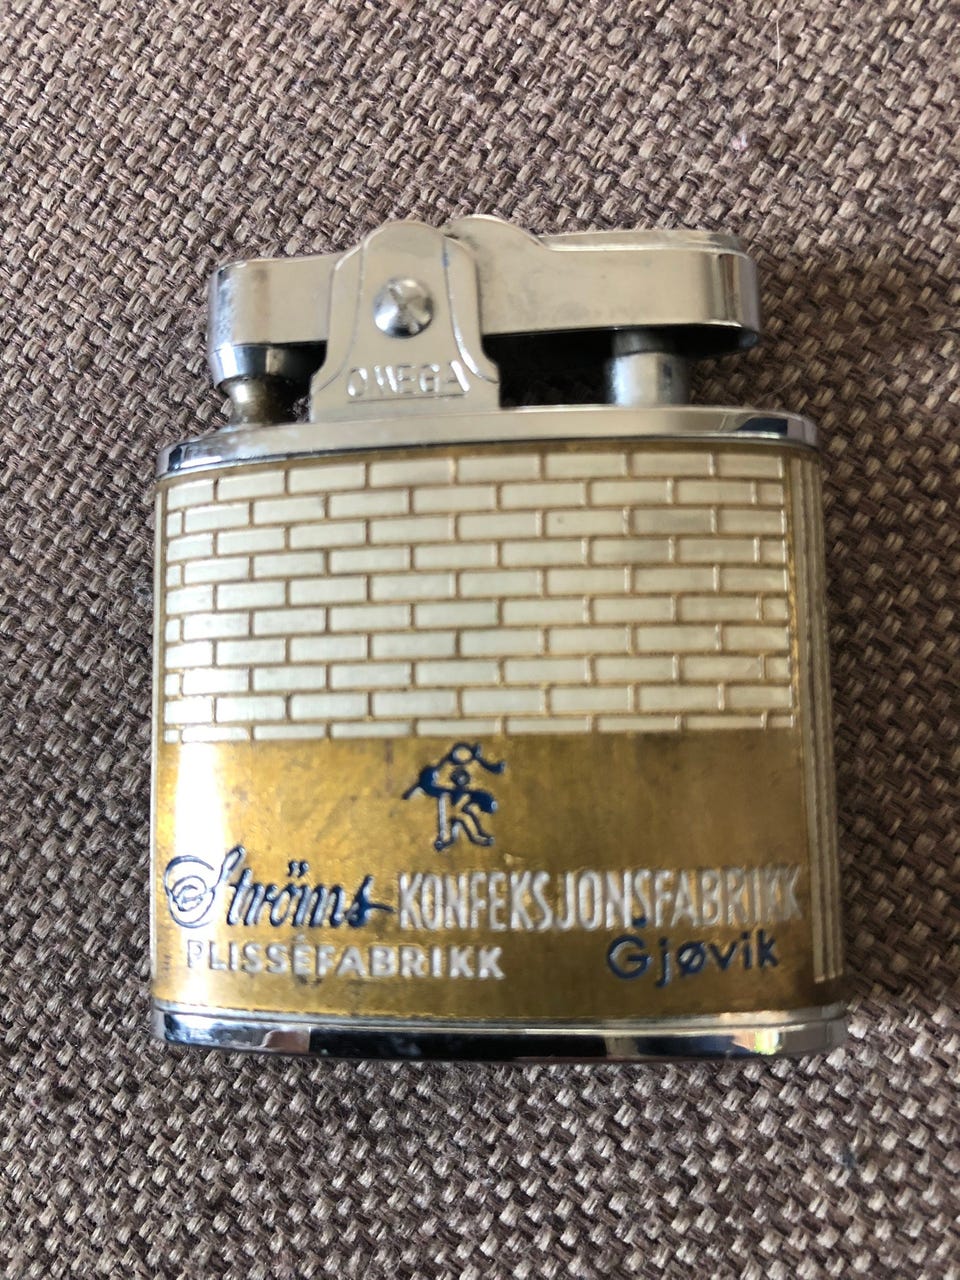 OMEGA
Ströms KONFEKSJONSFABRIKK
PLISSÉFABRIKK Gjøvik